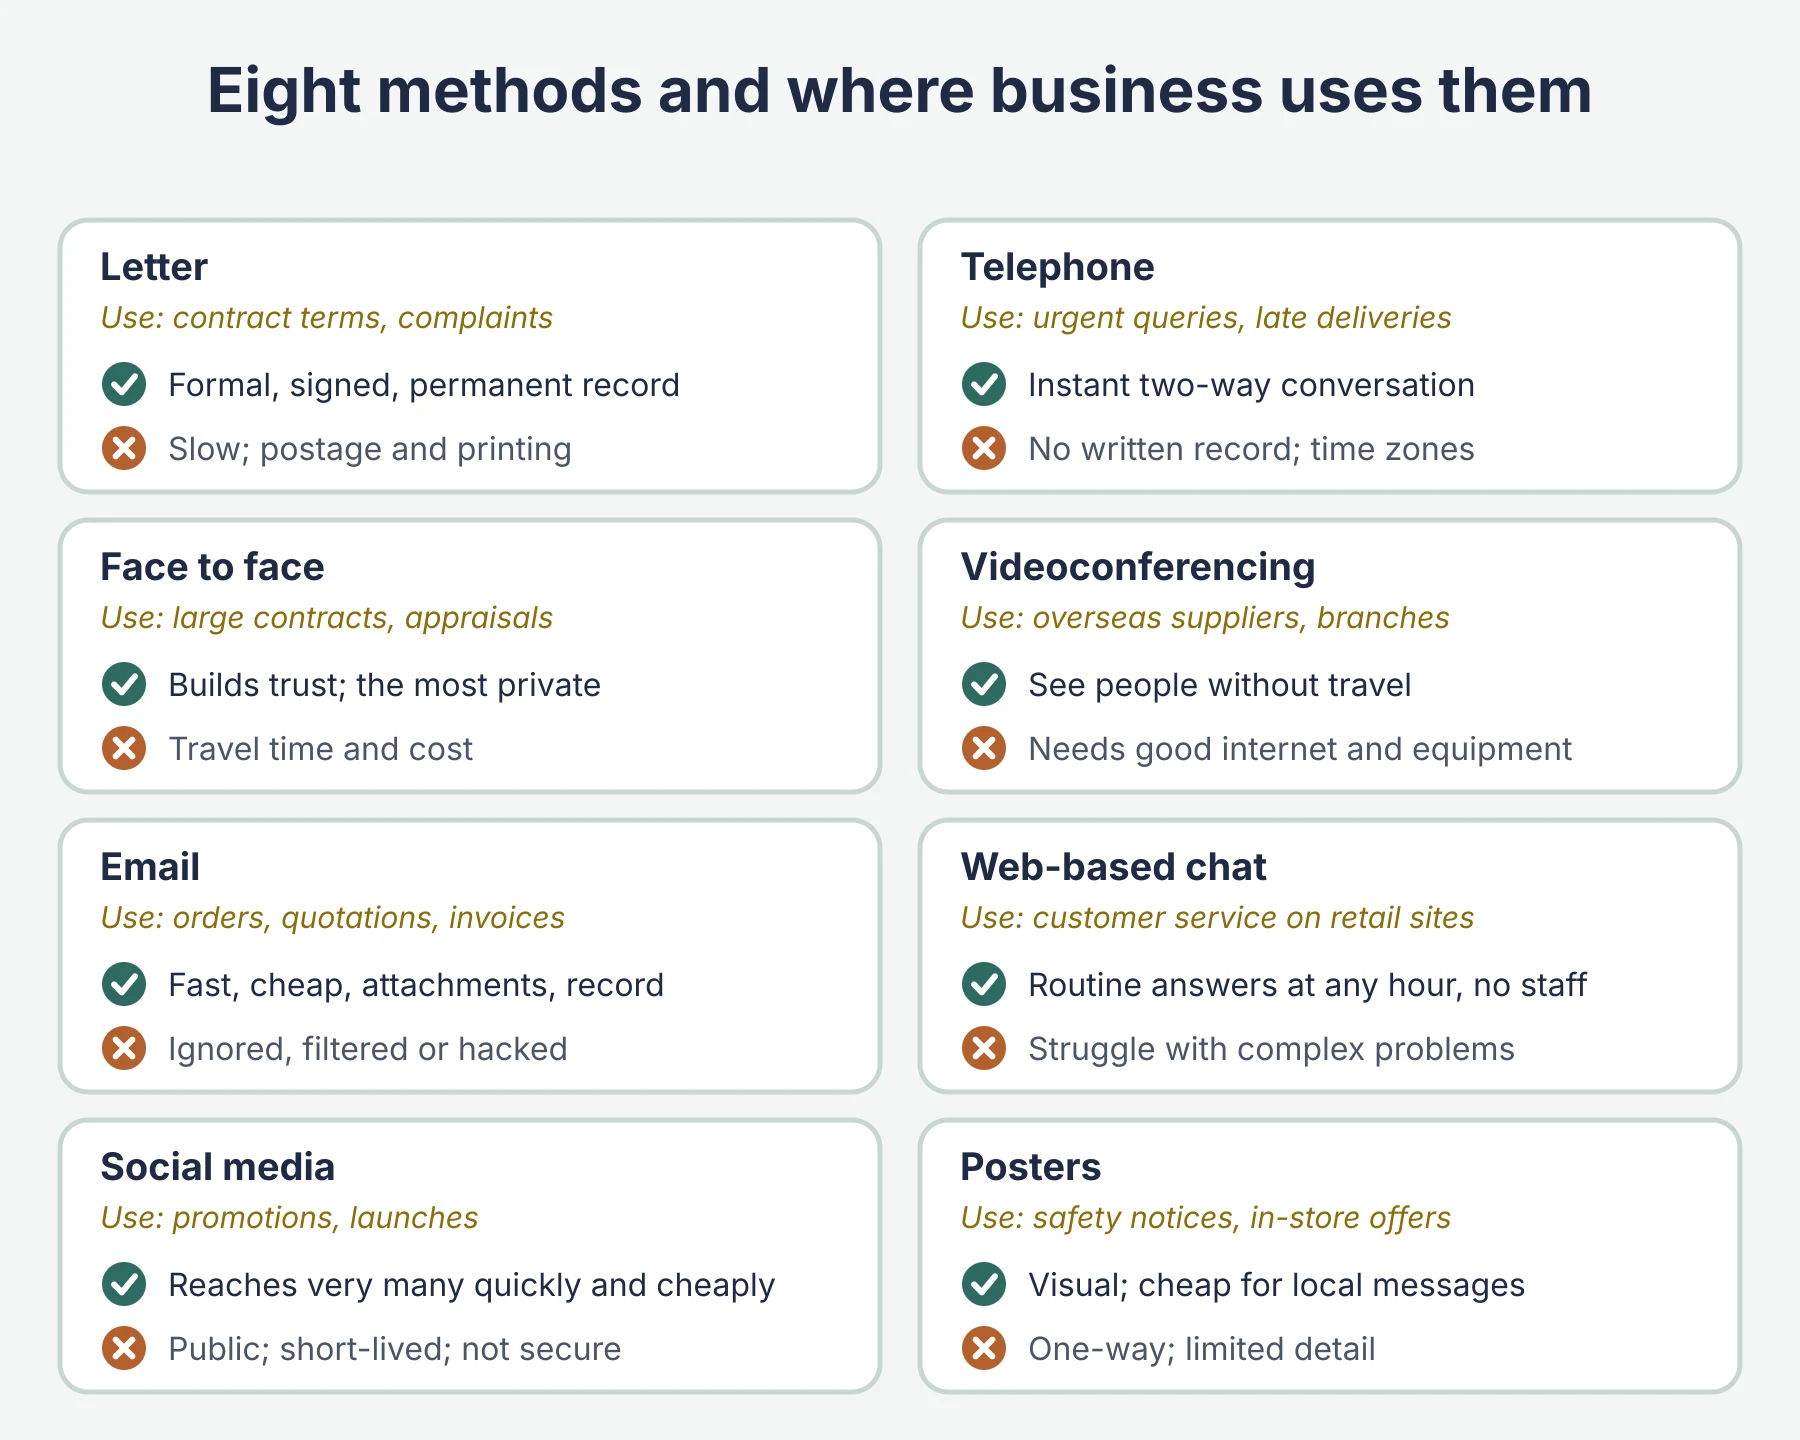 Eight methods and where business uses them
Letter
Use: contract terms, complaints
Formal, signed, permanent record
Slow; postage and printing
Telephone
Use: urgent queries, late deliveries
Instant two-way conversation
No written record; time zones
Face to face
Use: large contracts, appraisals
Builds trust; the most private
Travel time and cost
Videoconferencing
Use: overseas suppliers, branches
See people without travel
Needs good internet and equipment
Email
Use: orders, quotations, invoices
Fast, cheap, attachments, record
Ignored, filtered or hacked
Web-based chat
Use: customer service on retail sites
Routine answers at any hour, no staff
Struggle with complex problems
Social media
Use: promotions, launches
Reaches very many quickly and cheaply
Public; short-lived; not secure
Posters
Use: safety notices, in-store offers
Visual; cheap for local messages
One-way; limited detail